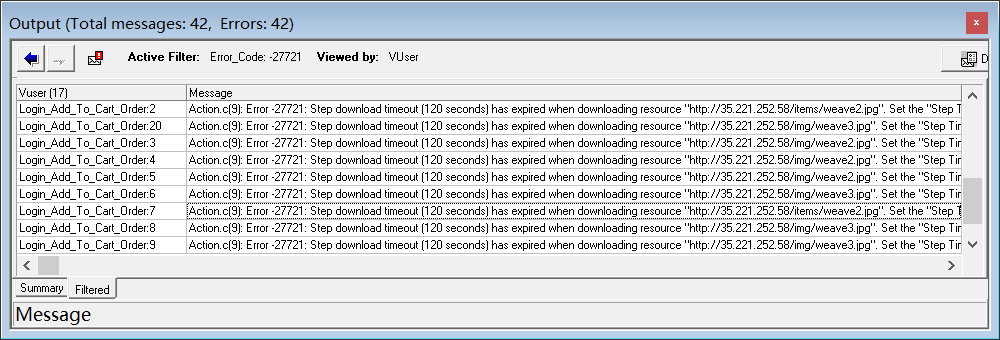 Output (Total messages: 42,  Errors: 42)
x
Active Filter: Error_Code: -27721 Viewed by: VUser D
Vuser (17) Message
Login_Add_To_Cart_Order:2 Action.c(9): Error -27721: Step download timeout (120 seconds) has expired when downloading resource "http://35.221.252.58/items/weave2.jpg". Set the "Step Ti
Login_Add_To_Cart_Order:20 Action.c(9): Error -27721: Step download timeout (120 seconds) has expired when downloading resource "http://35.221.252.58/img/weave3.jpg". Set the "Step Tim
Login_Add_To_Cart_Order:3 Action.c(9): Error -27721: Step download timeout (120 seconds) has expired when downloading resource "http://35.221.252.58/img/weave2.jpg". Set the "Step Tim
Login_Add_To_Cart_Order:4 Action.c(9): Error -27721: Step download timeout (120 seconds) has expired when downloading resource "http://35.221.252.58/img/weave2.jpg". Set the "Step Tim
Login_Add_To_Cart_Order:5 Action.c(9): Error -27721: Step download timeout (120 seconds) has expired when downloading resource "http://35.221.252.58/img/weave2.jpg". Set the "Step Tim
Login_Add_To_Cart_Order:6 Action.c(9): Error -27721: Step download timeout (120 seconds) has expired when downloading resource "http://35.221.252.58/img/weave3.jpg". Set the "Step Tim
Login_Add_To_Cart_Order:7 Action.c(9): Error -27721: Step download timeout (120 seconds) has expired when downloading resource "http://35.221.252.58/items/weave2.jpg". Set the "Step Ti
Login_Add_To_Cart_Order:8 Action.c(9): Error -27721: Step download timeout (120 seconds) has expired when downloading resource "http://35.221.252.58/img/weave3.jpg". Set the "Step Tim
Login_Add_To_Cart_Order:9 Action.c(9): Error -27721: Step download timeout (120 seconds) has expired when downloading resource "http://35.221.252.58/img/weave3.jpg". Set the "Step Tim
Summary Filtered
Message